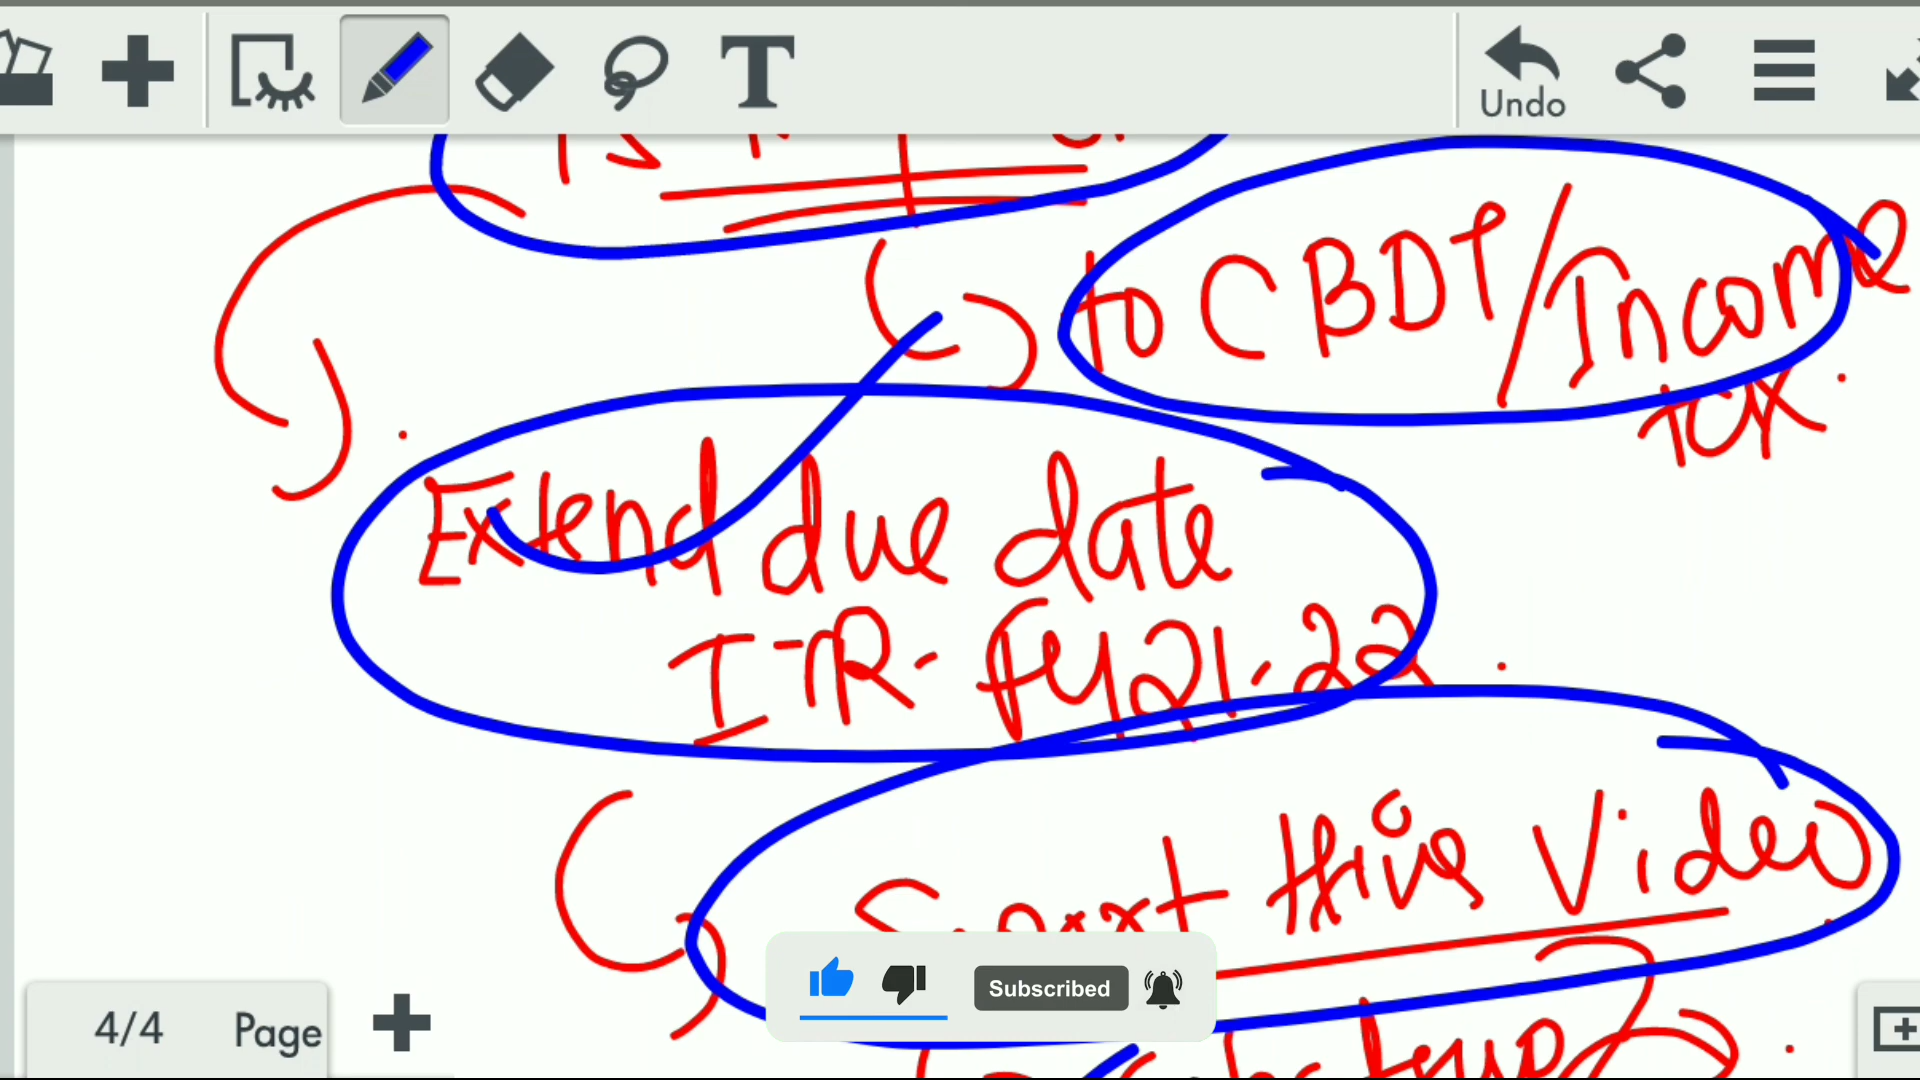 Undo
to CBDT/Income
Tax.
Extend due date
ITR- FY21-22.
this Video
Subscribed
4/4 Page